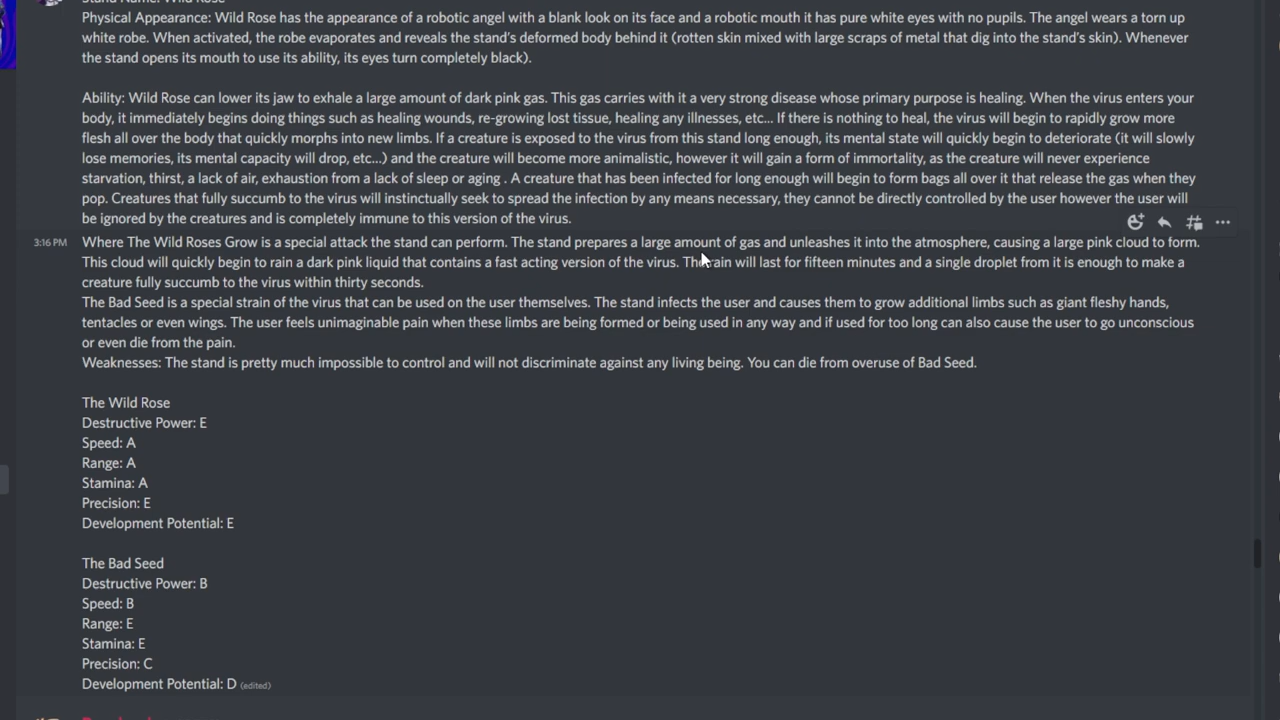 Stand Name: Wild Rose
Physical Appearance: Wild Rose has the appearance of a robotic angel with a blank look on its face and a robotic mouth it has pure white eyes with no pupils. The angel wears a torn up
white robe. When activated, the robe evaporates and reveals the stand's deformed body behind it (rotten skin mixed with large scraps of metal that dig into the stand's skin). Whenever
the stand opens its mouth to use its ability, its eyes turn completely black).
Ability: Wild Rose can lower its jaw to exhale a large amount of dark pink gas. This gas carries with it a very strong disease whose primary purpose is healing. When the virus enters your
body, it immediately begins doing things such as healing wounds, re-growing lost tissue, healing any illnesses, etc... If there is nothing to heal, the virus will begin to rapidly grow more
flesh all over the body that quickly morphs into new limbs. If a creature is exposed to the virus from this stand long enough, its mental state will quickly begin to deteriorate (it will slowly
lose memories, its mental capacity will drop, etc...) and the creature will become more animalistic, however it will gain a form of immortality, as the creature will never experience
starvation, thirst, a lack of air, exhaustion from a lack of sleep or aging . A creature that has been infected for long enough will begin to form bags all over it that release the gas when they
pop. Creatures that fully succumb to the virus will instinctually seek to spread the infection by any means necessary, they cannot be directly controlled by the user however the user will
be ignored by the creatures and is completely immune to this version of the virus.
3:16 PM Where The Wild Roses Grow is a special attack the stand can perform. The stand prepares a large amount of gas and unleashes it into the atmosphere, causing a large pink cloud to form.
This cloud will quickly begin to rain a dark pink liquid that contains a fast acting version of the virus. The rain will last for fifteen minutes and a single droplet from it is enough to make a
creature fully succumb to the virus within thirty seconds.
The Bad Seed is a special strain of the virus that can be used on the user themselves. The stand infects the user and causes them to grow additional limbs such as giant fleshy hands,
tentacles or even wings. The user feels unimaginable pain when these limbs are being formed or being used in any way and if used for too long can also cause the user to go unconscious
or even die from the pain.
Weaknesses: The stand is pretty much impossible to control and will not discriminate against any living being. You can die from overuse of Bad Seed.
The Wild Rose
Destructive Power: E
Speed: A
Range: A
Stamina: A
Precision: E
Development Potential: E
The Bad Seed
Destructive Power: B
Speed: B
Range: E
Stamina: E
Precision: C
Development Potential: D (edited)